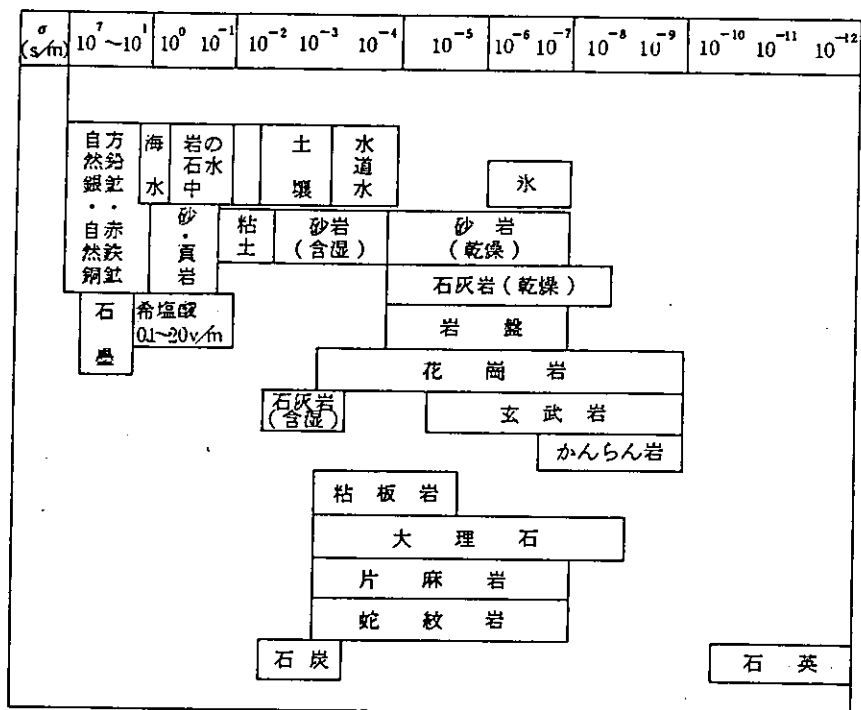 σ
(s/m)
10⁷~10¹ 10⁰ 10⁻¹ 10⁻² 10⁻³ 10⁻⁴ 10⁻⁵ 10⁻⁶ 10⁻⁷ 10⁻⁸ 10⁻⁹ 10⁻¹⁰ 10⁻¹¹ 10⁻¹²
方鉛鉱・赤鉄鉱
自然銀・自然銅
海水
岩石中
の水
土壌
水道水
氷
砂・頁岩
粘土
砂岩
(含湿)
砂岩
(乾燥)
石灰岩(乾燥)
石墨
希塩酸
0.1~20v/m
岩盤
花崗岩
石灰岩
(含湿)
玄武岩
かんらん岩
粘板岩
大理石
片麻岩
蛇紋岩
石炭
石英